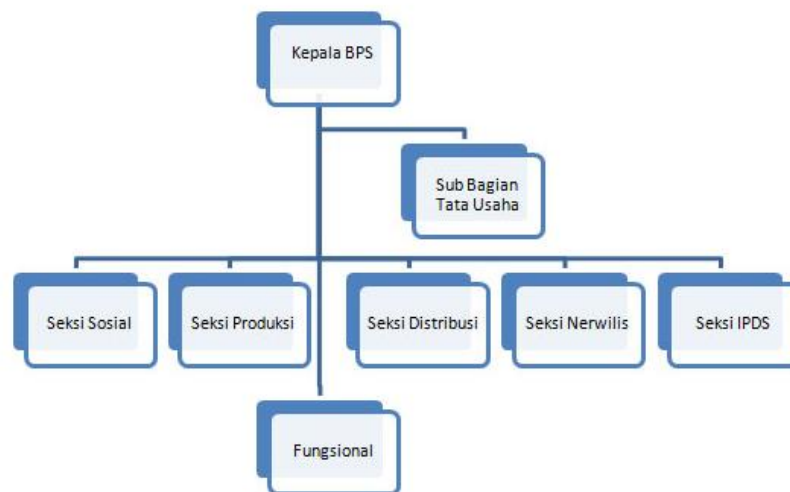 Kepala BPS
Sub Bagian
Tata Usaha
Seksi Sosial
Seksi Produksi
Seksi Distribusi
Seksi Nerwilis
Seksi IPDS
Fungsional